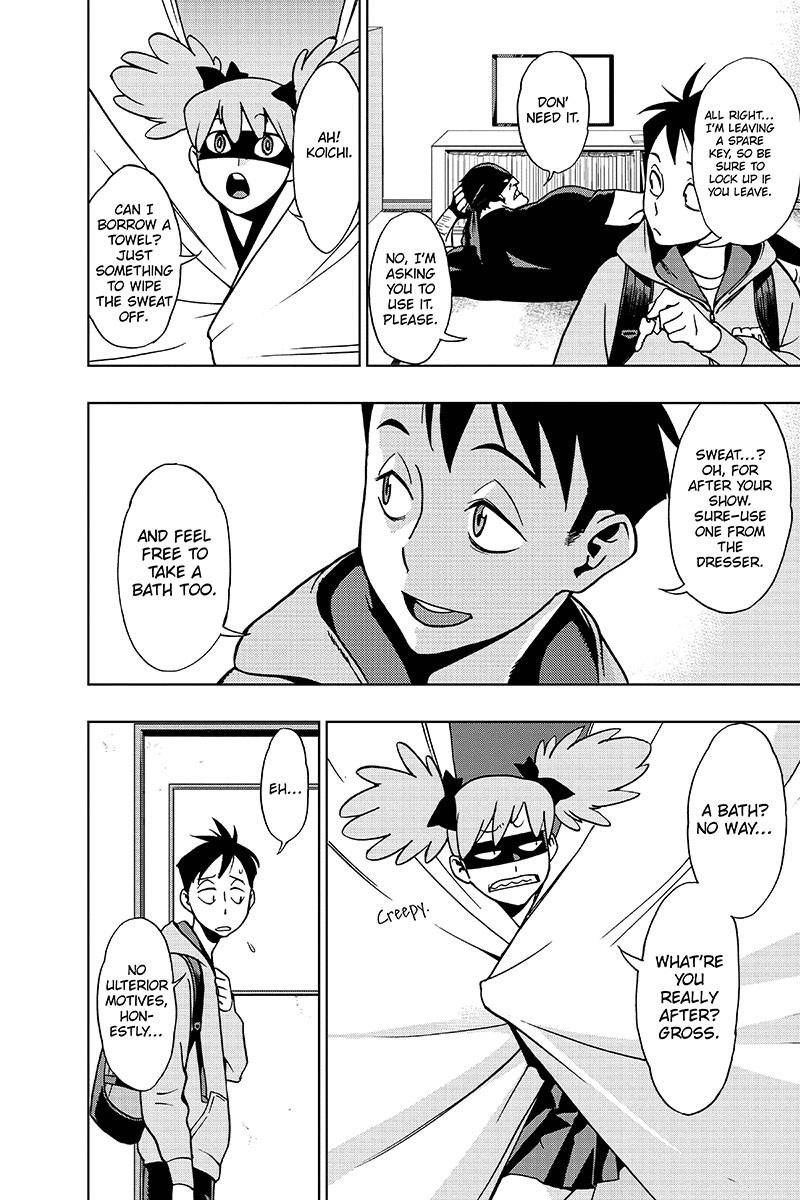 ALL RIGHT...
I'M LEAVING
A SPARE
KEY, SO BE
SURE TO
LOCK UP IF
YOU LEAVE.
DON'
NEED IT.
NO, I'M
ASKING
YOU TO
USE IT.
PLEASE.
AH!
KOICHI.
CAN I
BORROW A
TOWEL?
JUST
SOMETHING
TO WIPE
THE SWEAT
OFF.
SWEAT...?
OH, FOR
AFTER YOUR
SHOW.
SURE-USE
ONE FROM
THE
DRESSER.
AND FEEL
FREE TO
TAKE A
BATH TOO.
A BATH?
NO WAY...
WHAT'RE
YOU
REALLY
AFTER?
GROSS.
Creepy.
EH...
NO
ULTERIOR
MOTIVES,
HON-
ESTLY...